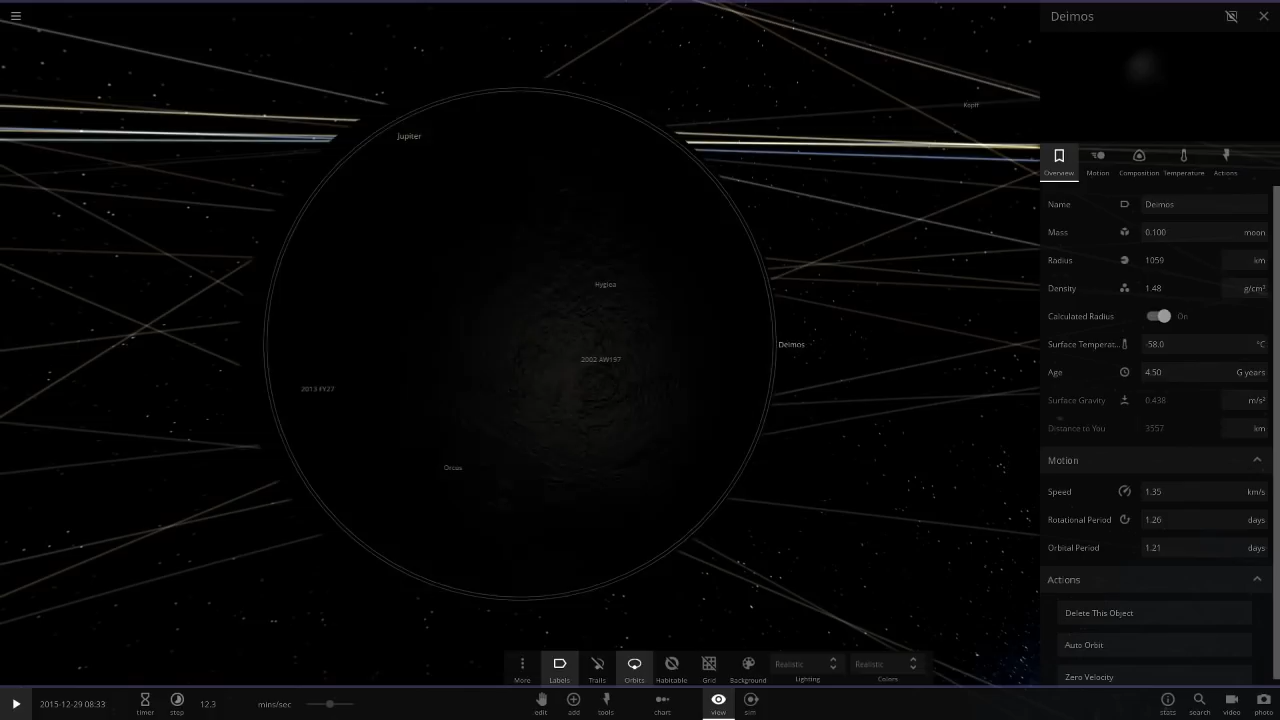 Deimos
Kopff
Jupiter
Overview
Motion
Composition
Temperature
Actions
Name
Deimos
Mass
0.100 moon
Radius
1059 km
Density
1.48 g/cm³
Calculated Radius
On
Surface Temperat...
-58.0 °C
Age
4.50 G years
Surface Gravity
0.438 m/s²
Distance to You
3557 km
Hygiea
2002 AW197
Deimos
2013 FY27
Orcus
Motion
Speed
1.35 km/s
Rotational Period
1.26 days
Orbital Period
1.21 days
Actions
Delete This Object
Auto Orbit
Zero Velocity
More
Labels
Trails
Orbits
Habitable
Grid
Background
Realistic
Lighting
Realistic
Colors
2015-12-29 08:33
timer
step
12.3 mins/sec
edit
add
tools
chart
view
sim
stats
search
video
photo